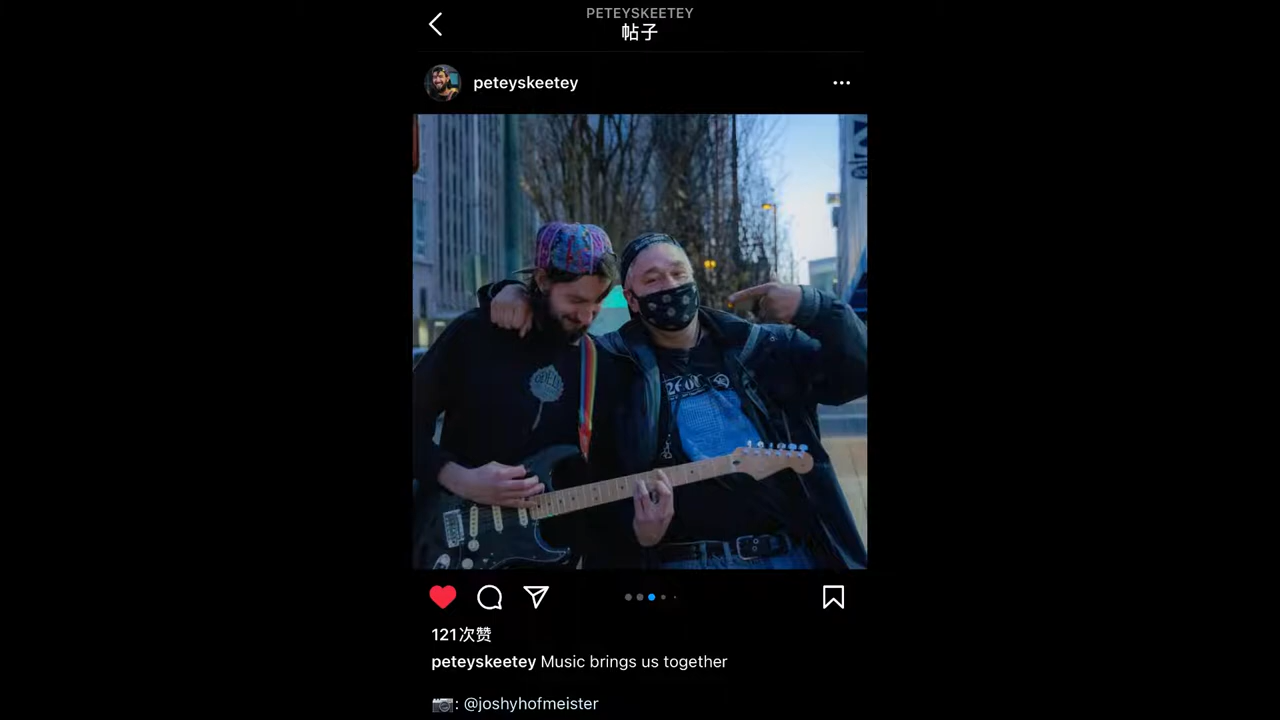 PETEYSKEETEY
帖子
peteyskeetey
121次赞
peteyskeetey Music brings us together
📷: @joshyhofmeister